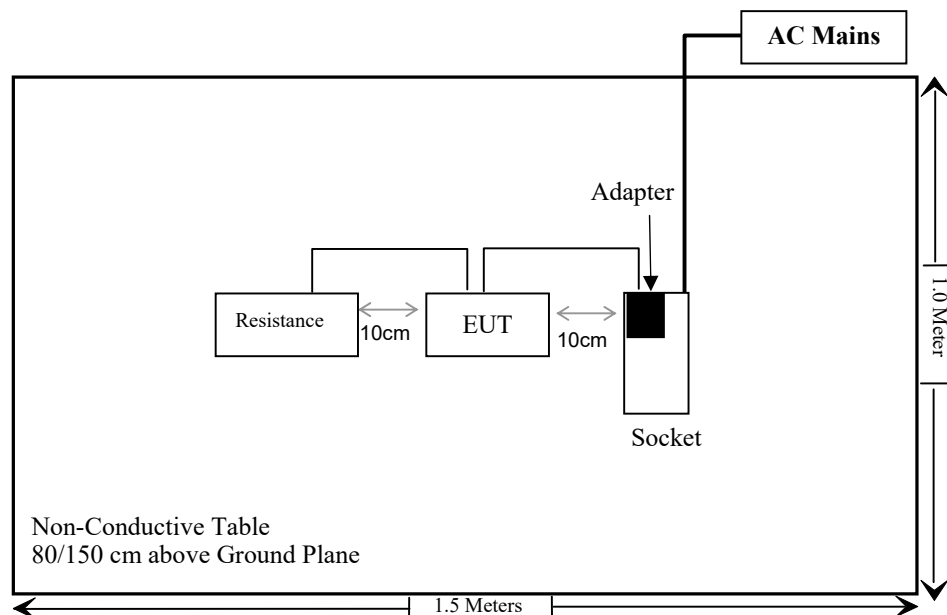 AC Mains
Adapter
Resistance
10cm
EUT
10cm
Socket
1.0 Meter
Non-Conductive Table
80/150 cm above Ground Plane
1.5 Meters